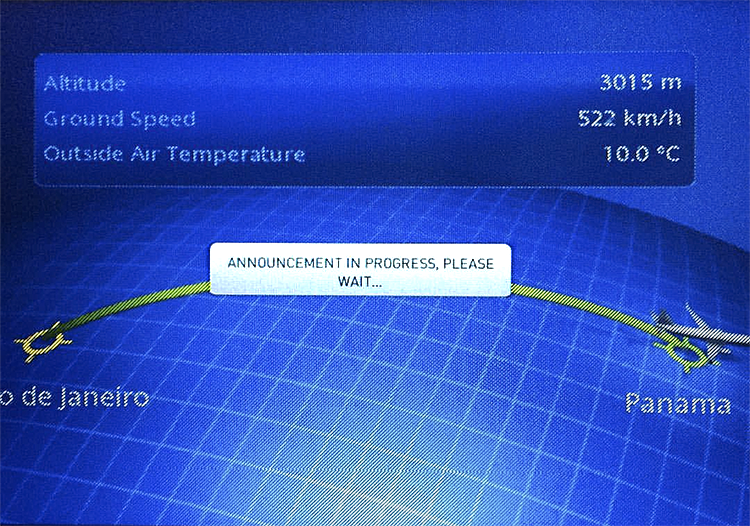 Altitude 3015 m
Ground Speed 522 km/h
Outside Air Temperature 10.0 °C
ANNOUNCEMENT IN PROGRESS, PLEASE
WAIT...
o de Janeiro
Panama